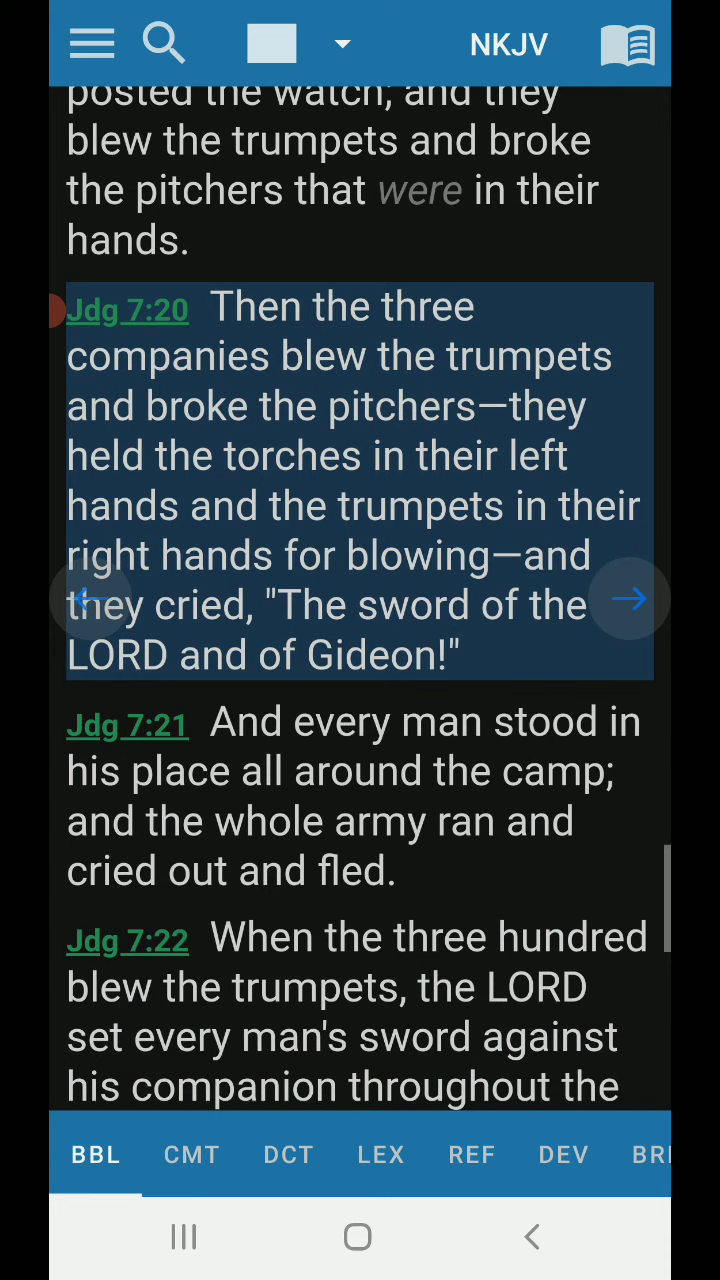 NKJV
posted the watch; and they
blew the trumpets and broke
the pitchers that were in their
hands.
Jdg 7:20 Then the three
companies blew the trumpets
and broke the pitchers—they
held the torches in their left
hands and the trumpets in their
right hands for blowing—and
they cried, "The sword of the
LORD and of Gideon!"
Jdg 7:21 And every man stood in
his place all around the camp;
and the whole army ran and
cried out and fled.
Jdg 7:22 When the three hundred
blew the trumpets, the LORD
set every man's sword against
his companion throughout the
BBL CMT DCT LEX REF DEV